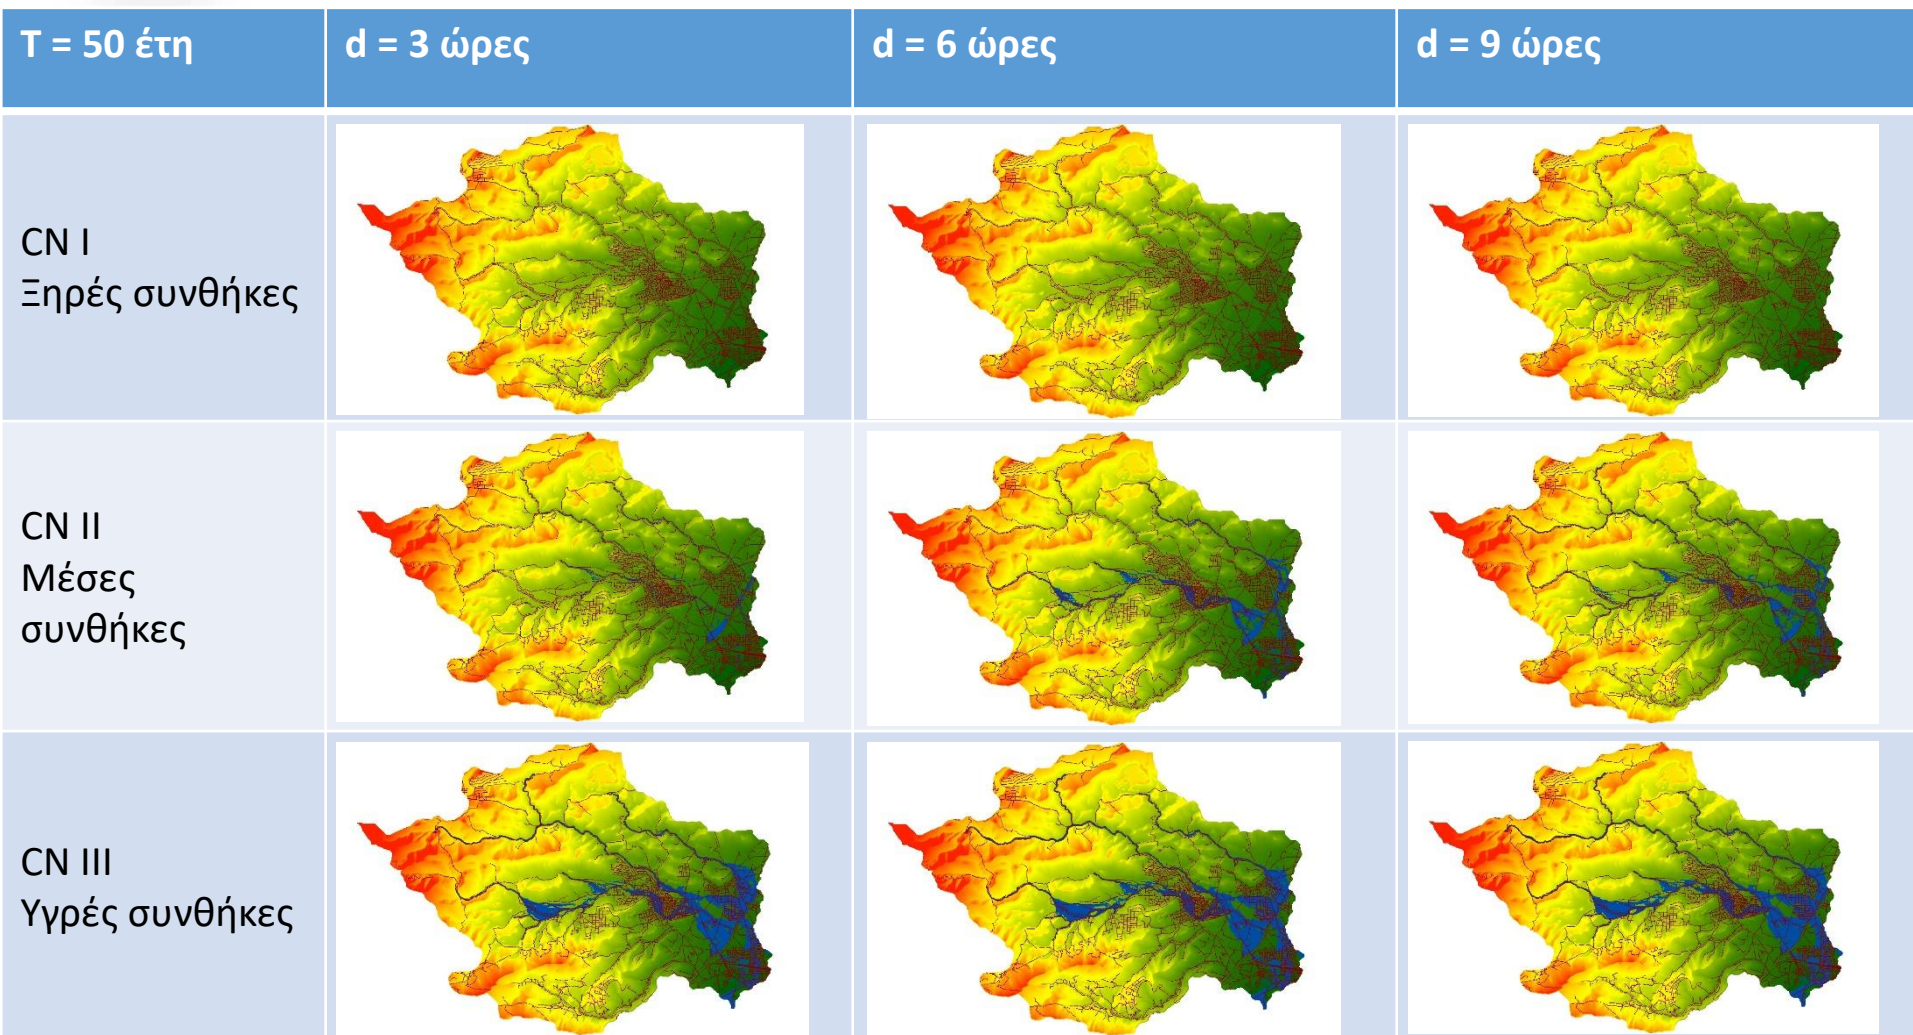 T = 50 έτη
d = 3 ώρες
d = 6 ώρες
d = 9 ώρες
CN I
Ξηρές συνθήκες
CN II
Μέσες
συνθήκες
CN III
Υγρές συνθήκες